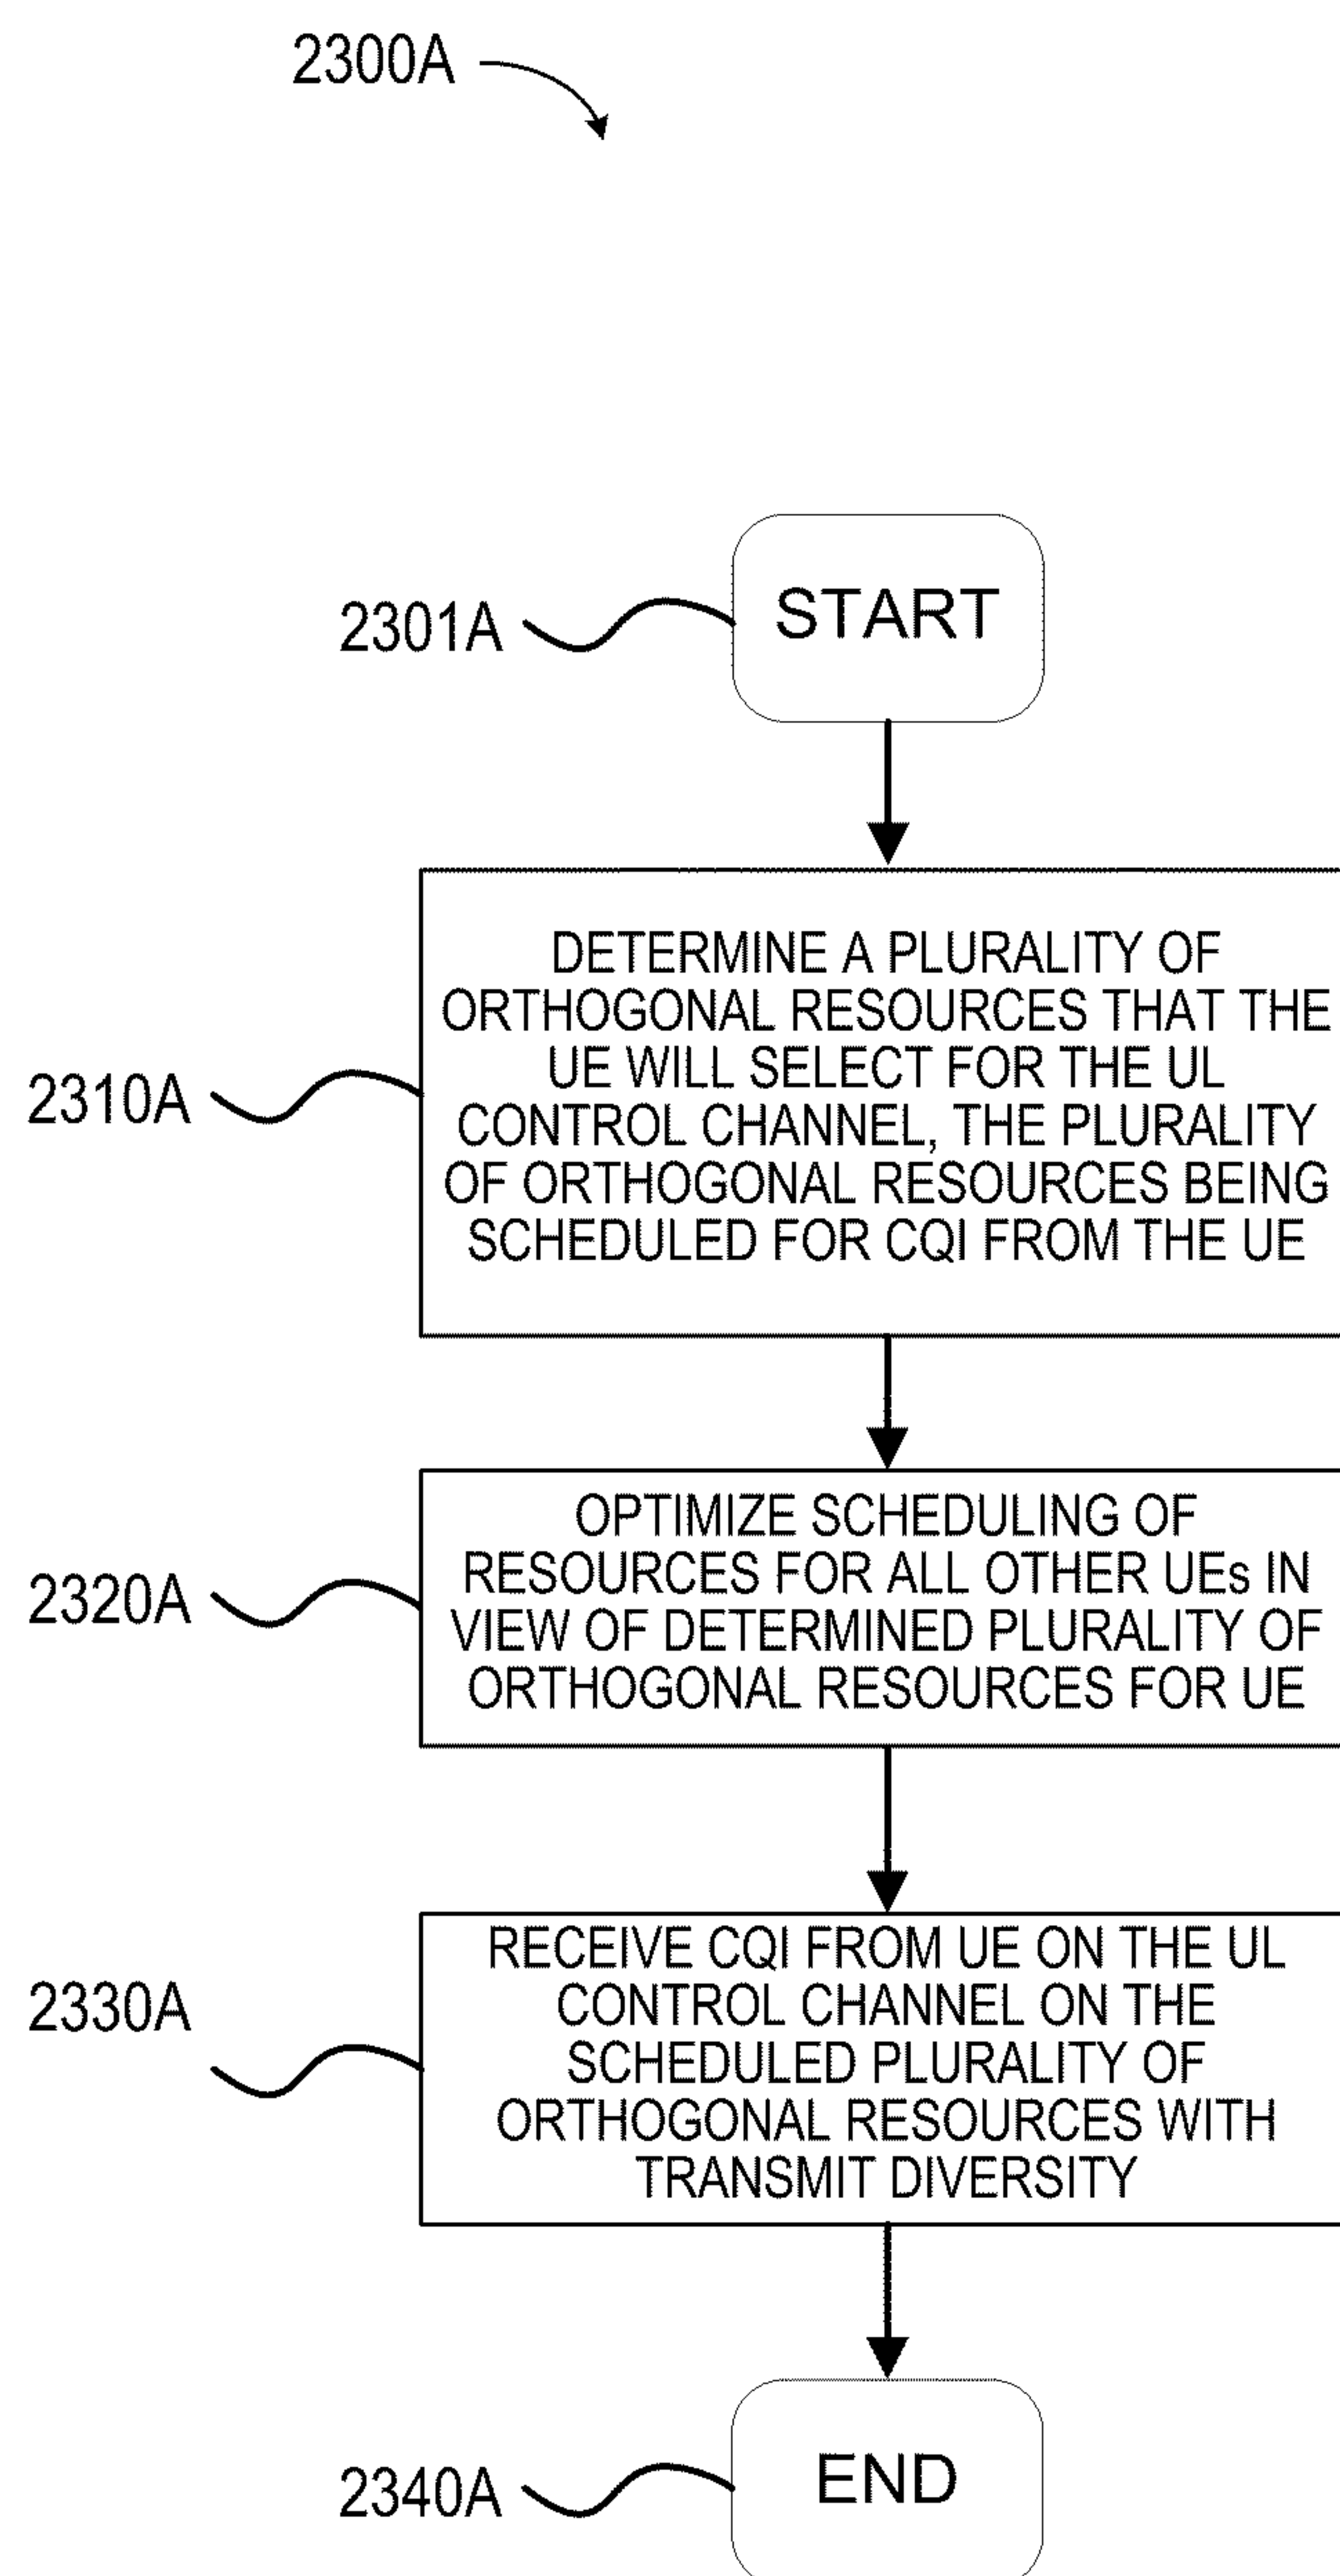 2300A
2301A
START
2310A
DETERMINE A PLURALITY OF
ORTHOGONAL RESOURCES THAT THE
UE WILL SELECT FOR THE UL
CONTROL CHANNEL, THE PLURALITY
OF ORTHOGONAL RESOURCES BEING
SCHEDULED FOR CQI FROM THE UE
2320A
OPTIMIZE SCHEDULING OF
RESOURCES FOR ALL OTHER UEs IN
VIEW OF DETERMINED PLURALITY OF
ORTHOGONAL RESOURCES FOR UE
2330A
RECEIVE CQI FROM UE ON THE UL
CONTROL CHANNEL ON THE
SCHEDULED PLURALITY OF
ORTHOGONAL RESOURCES WITH
TRANSMIT DIVERSITY
2340A
END